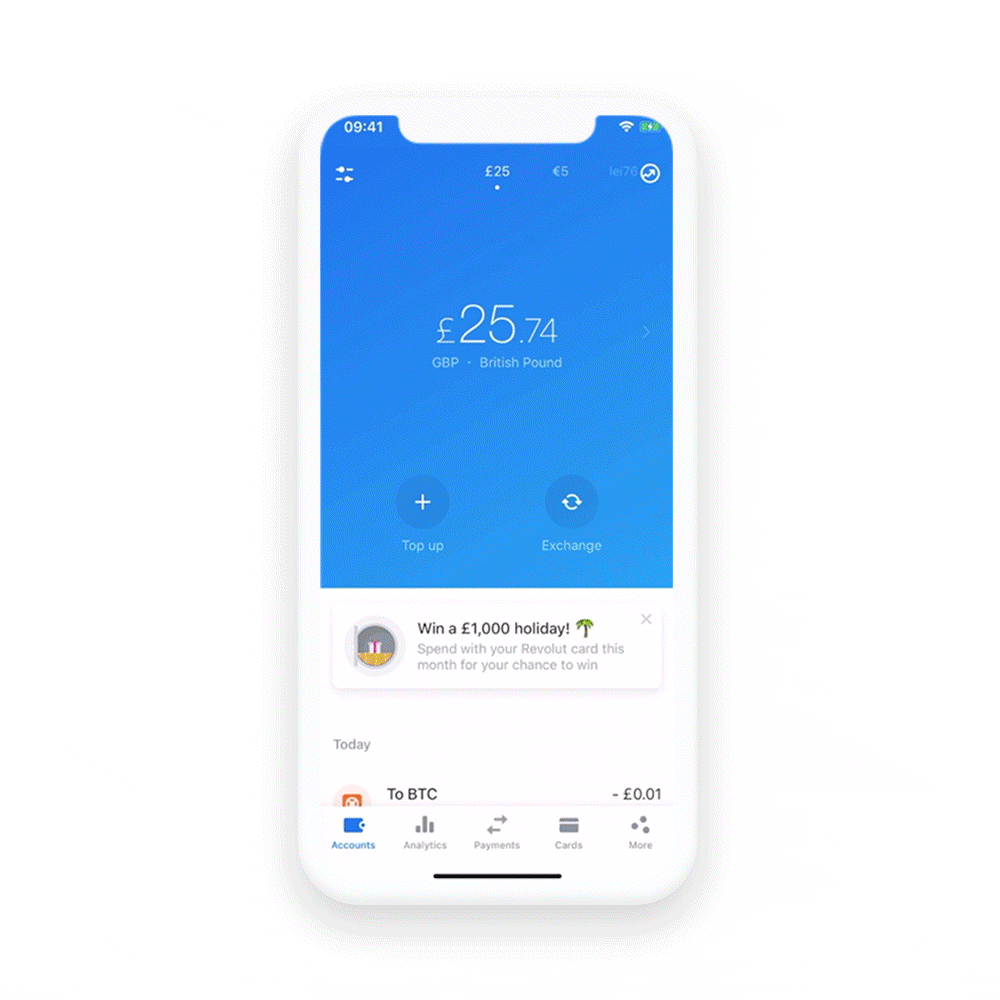 09:41
£25 €5 lei76
£25.74
GBP · British Pound
Top up Exchange
Win a £1,000 holiday! 🌴
Spend with your Revolut card this
month for your chance to win
Today
To BTC - £0.01
Accounts Analytics Payments Cards More